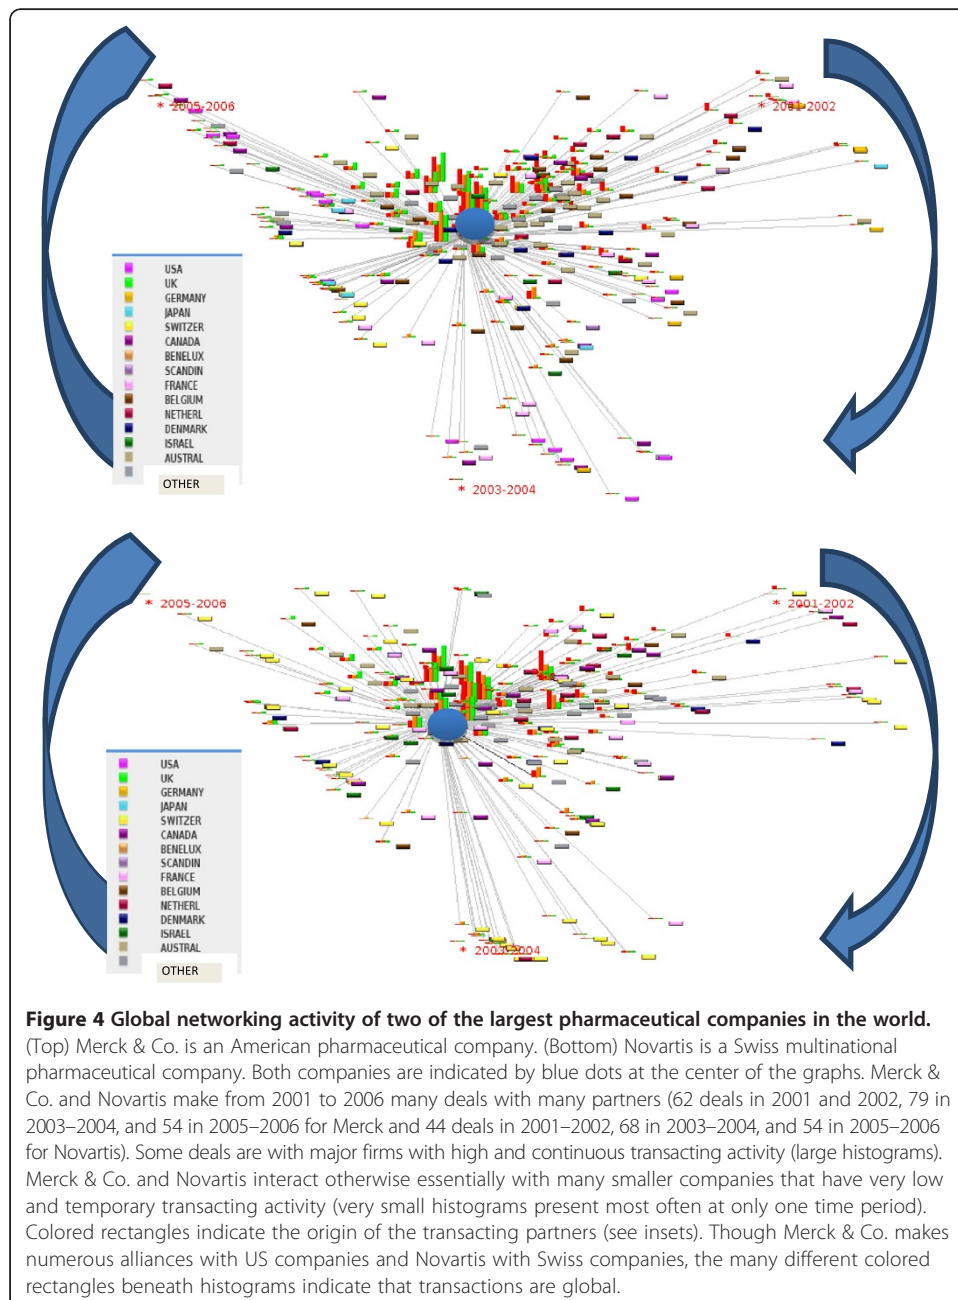 * 2005-2006
* 2001-2002
USA
UK
GERMANY
JAPAN
SWITZER
CANADA
BENELUX
SCANDIN
FRANCE
BELGIUM
NETHERL
DENMARK
ISRAEL
AUSTRAL
OTHER
* 2003-2004
* 2005-2006
* 2001-2002
USA
UK
GERMANY
JAPAN
SWITZER
CANADA
BENELUX
SCANDIN
FRANCE
BELGIUM
NETHERL
DENMARK
ISRAEL
AUSTRAL
OTHER
* 2003-2004
Figure 4 Global networking activity of two of the largest pharmaceutical companies in the world.
(Top) Merck & Co. is an American pharmaceutical company. (Bottom) Novartis is a Swiss multinational
pharmaceutical company. Both companies are indicated by blue dots at the center of the graphs. Merck &
Co. and Novartis make from 2001 to 2006 many deals with many partners (62 deals in 2001 and 2002, 79 in
2003–2004, and 54 in 2005–2006 for Merck and 44 deals in 2001–2002, 68 in 2003–2004, and 54 in 2005–2006
for Novartis). Some deals are with major firms with high and continuous transacting activity (large histograms).
Merck & Co. and Novartis interact otherwise essentially with many smaller companies that have very low
and temporary transacting activity (very small histograms present most often at only one time period).
Colored rectangles indicate the origin of the transacting partners (see insets). Though Merck & Co. makes
numerous alliances with US companies and Novartis with Swiss companies, the many different colored
rectangles beneath histograms indicate that transactions are global.